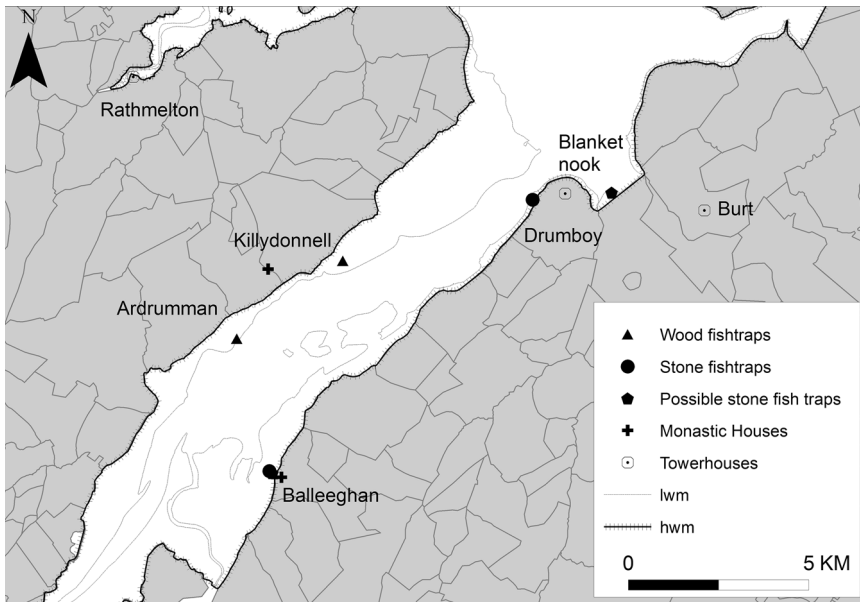 N
Rathmelton
Blanket
nook
Burt
Drumboy
Killydonnell
Ardrumman
Balleeghan
Wood fishtraps
Stone fishtraps
Possible stone fish traps
Monastic Houses
Towerhouses
lwm
hwm
0 5 KM